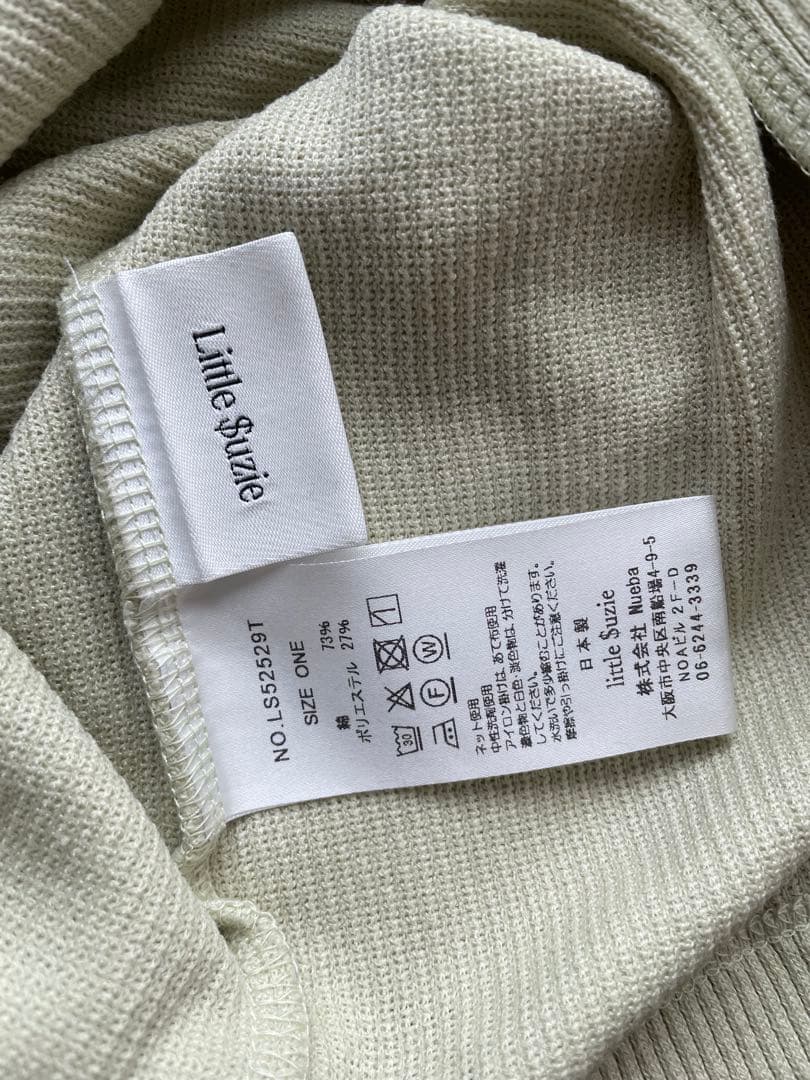 Little $uzie
NO.LS52529T
SIZE ONE
綿 73%
ポリエステル 27%
30
F W
ネット使用
中性洗剤使用
アイロン掛けは、あて布使用
濃色物と白色・淡色物は、分けて洗濯
してください。
水洗いで多少縮むことがあります。
摩擦や引っ掛けにご注意ください。
日本製
little $uzie
株式会社 Nueba
大阪市中央区南船場4-9-5
NOAビル 2F-D
06-6244-3339